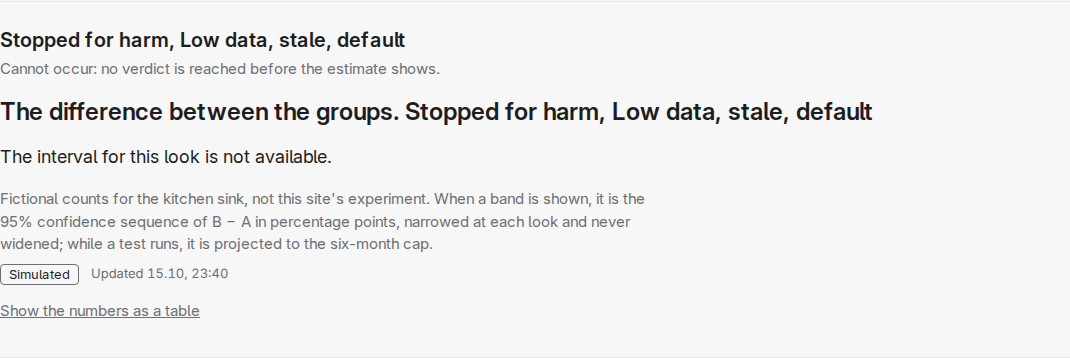 Stopped for harm, Low data, stale, default
Cannot occur: no verdict is reached before the estimate shows.
The difference between the groups. Stopped for harm, Low data, stale, default
The interval for this look is not available.
Fictional counts for the kitchen sink, not this site's experiment. When a band is shown, it is the
95% confidence sequence of B − A in percentage points, narrowed at each look and never
widened; while a test runs, it is projected to the six-month cap.
Simulated Updated 15.10, 23:40
Show the numbers as a table